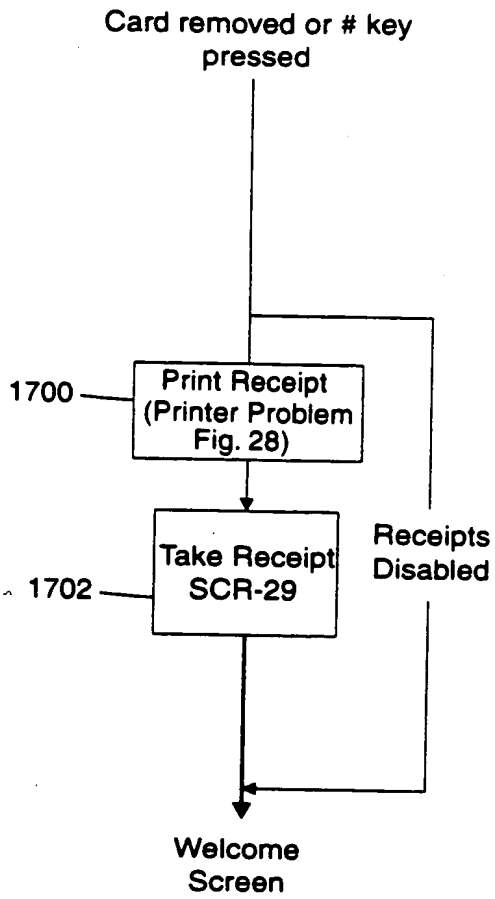 Card removed or # key
pressed
1700
Print Receipt
(Printer Problem
Fig. 28)
1702
Take Receipt
SCR-29
Receipts
Disabled
Welcome
Screen